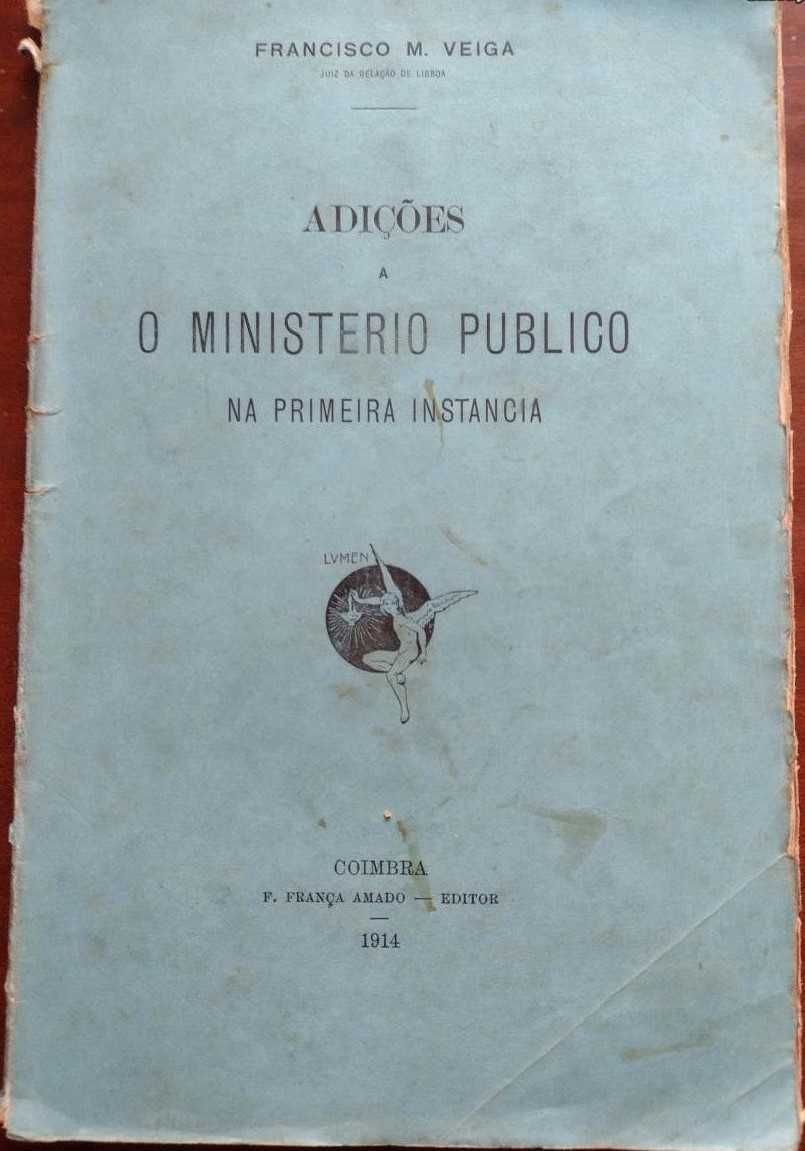 FRANCISCO M. VEIGA
JUIZ DA RELAÇÃO DE LISBOA
ADIÇÕES
A
O MINISTERIO PUBLICO
NA PRIMEIRA INSTANCIA
LVMEN
COIMBRA
F. FRANÇA AMADO — EDITOR
1914